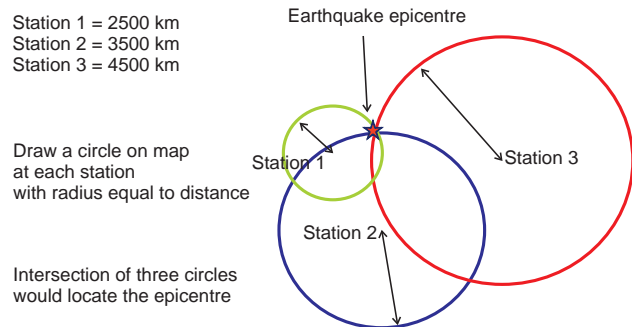 Station 1 = 2500 km
Station 2 = 3500 km
Station 3 = 4500 km
Earthquake epicentre
Draw a circle on map
at each station
with radius equal to distance
Station 1
Station 3
Station 2
Intersection of three circles
would locate the epicentre